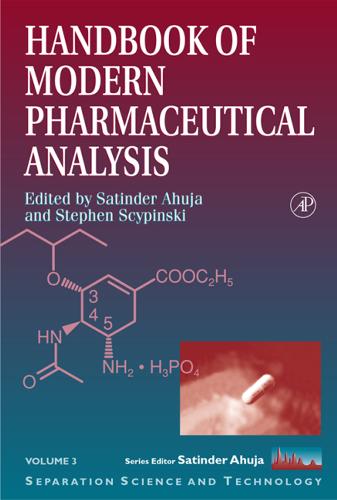 HANDBOOK OF
MODERN
PHARMACEUTICAL
ANALYSIS
Edited by Satinder Ahuja
and Stephen Scypinski
AP
O
COOC₂H₅
3
4
5
HN
NH₂ • H₃PO₄
O
VOLUME 3
Series Editor Satinder Ahuja
SEPARATION SCIENCE AND TECHNOLOGY